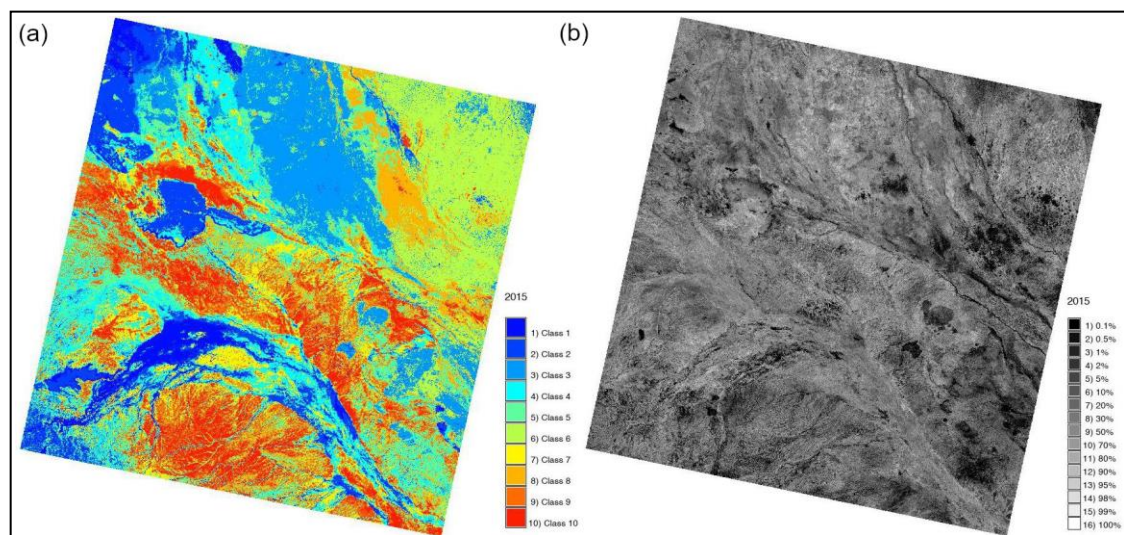 (a)
2015
1) Class 1
2) Class 2
3) Class 3
4) Class 4
5) Class 5
6) Class 6
7) Class 7
8) Class 8
9) Class 9
10) Class 10
(b)
2015
1) 0.1%
2) 0.5%
3) 1%
4) 2%
5) 5%
6) 10%
7) 20%
8) 30%
9) 50%
10) 70%
11) 80%
12) 90%
13) 95%
14) 98%
15) 99%
16) 100%